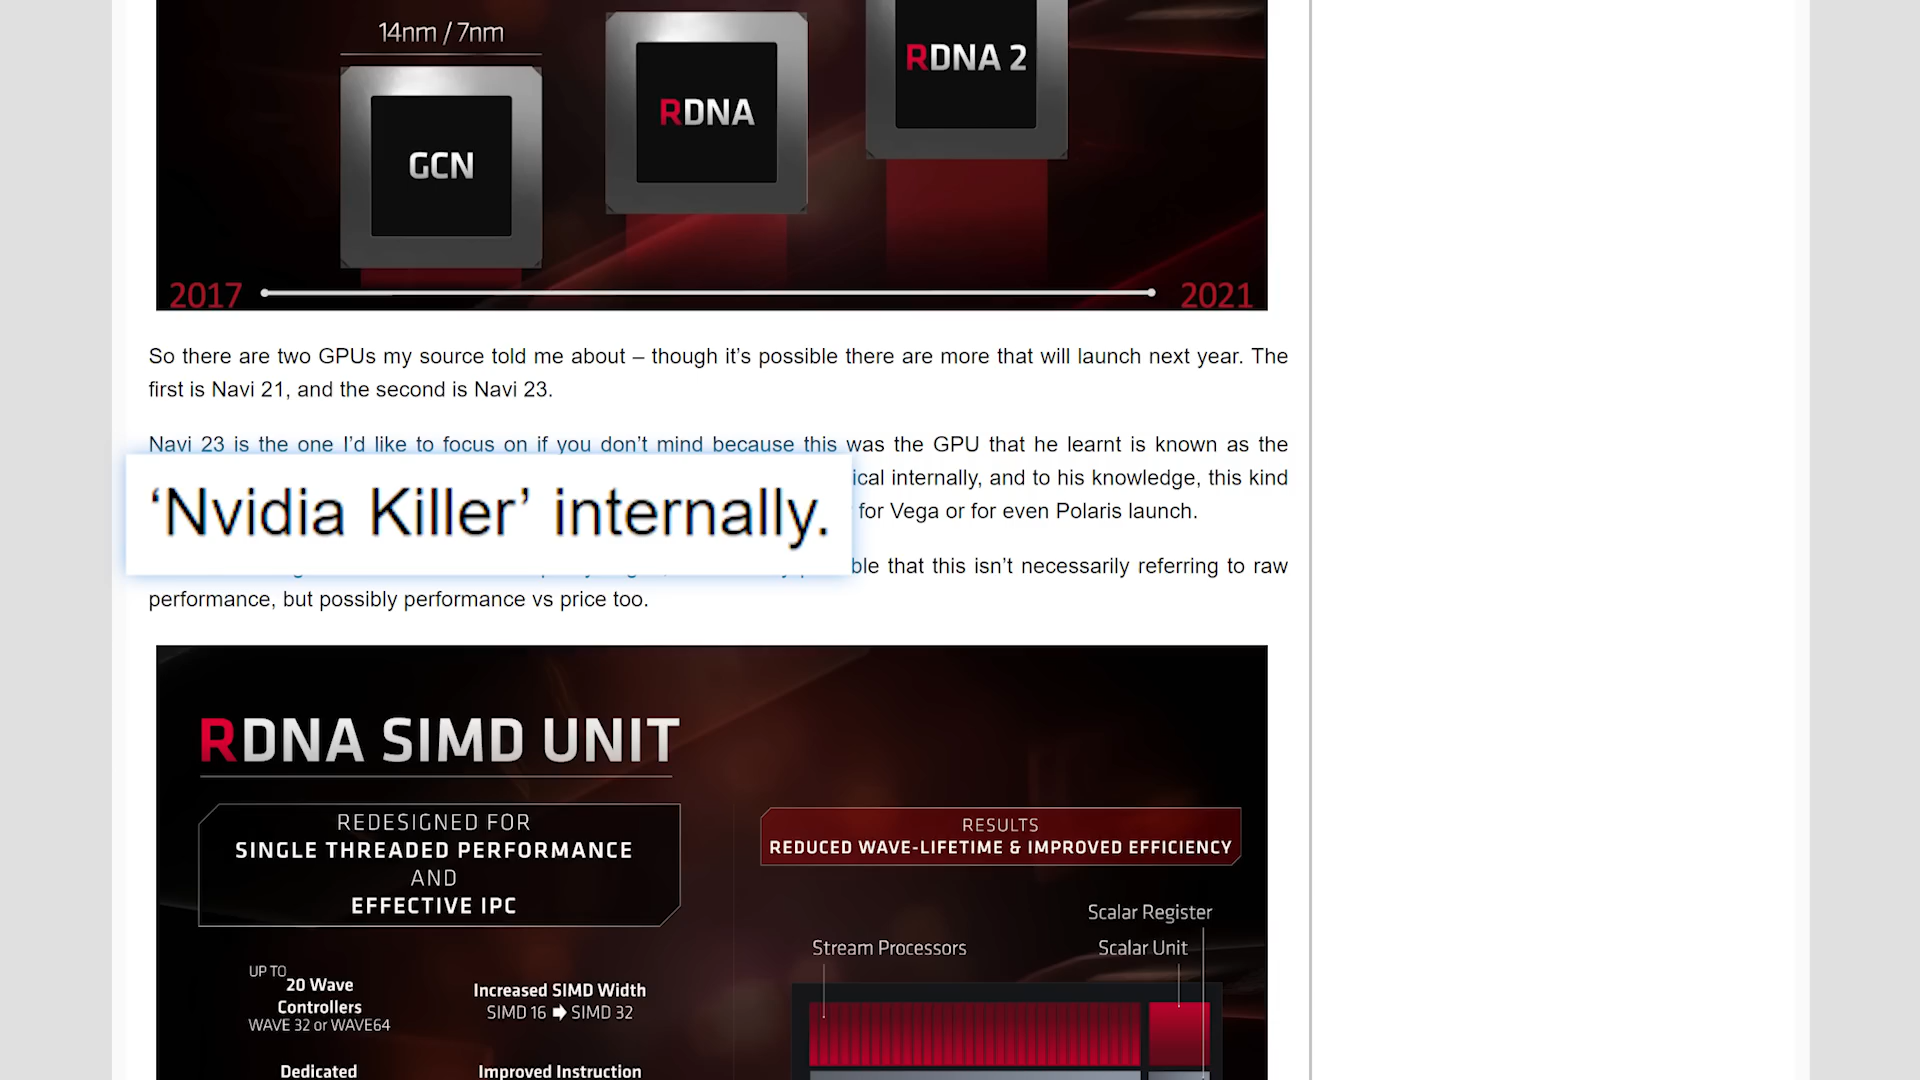 14nm / 7nm
GCN
RDNA
RDNA 2
2017
2021
So there are two GPUs my source told me about – though it’s possible there are more that will launch next year. The
first is Navi 21, and the second is Navi 23.
Navi 23 is the one I’d like to focus on if you don’t mind because this was the GPU that he learnt is known as the
‘Nvidia Killer’ internally.
internally, and to his knowledge, this kind
for Vega or for even Polaris launch.
that this isn’t necessarily referring to raw
performance, but possibly performance vs price too.
RDNA SIMD UNIT
REDESIGNED FOR
SINGLE THREADED PERFORMANCE
AND
EFFECTIVE IPC
RESULTS
REDUCED WAVE-LIFETIME & IMPROVED EFFICIENCY
Scalar Register
Stream Processors
Scalar Unit
UP TO
20 Wave
Controllers
WAVE 32 or WAVE64
Increased SIMD Width
SIMD 16 ➡ SIMD 32
Dedicated
Improved Instruction